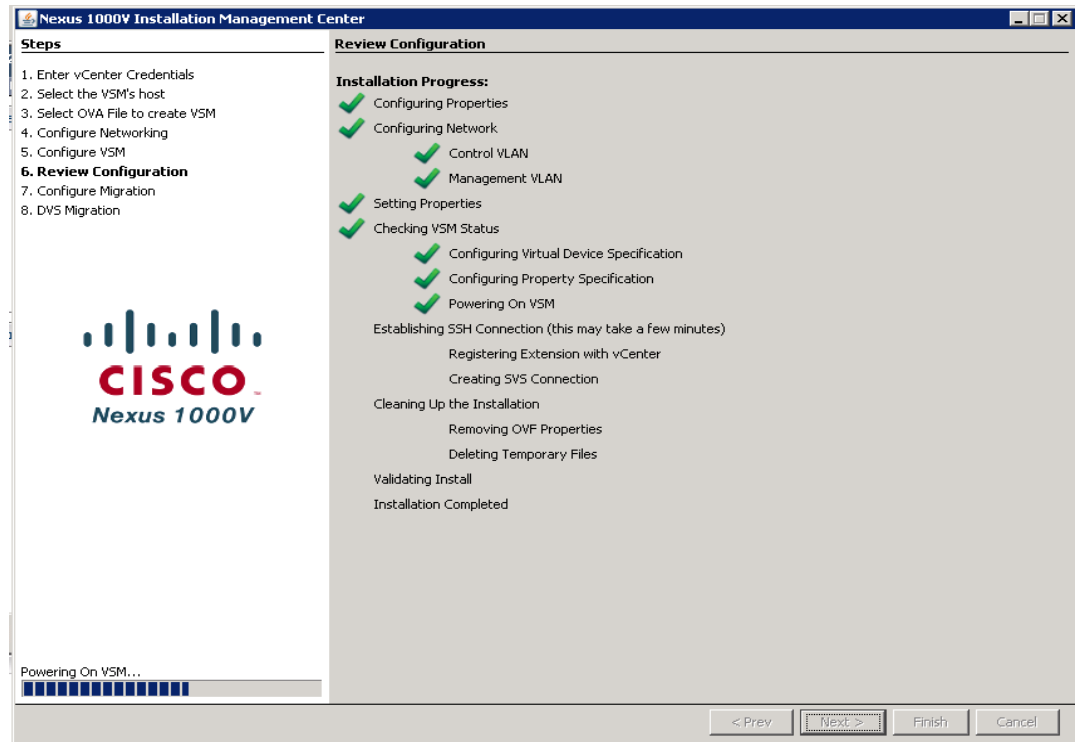 Nexus 1000V Installation Management Center
Steps
1. Enter vCenter Credentials
2. Select the VSM's host
3. Select OVA File to create VSM
4. Configure Networking
5. Configure VSM
6. Review Configuration
7. Configure Migration
8. DVS Migration
CISCO
Nexus 1000V
Powering On VSM...
Review Configuration
Installation Progress:
Configuring Properties
Configuring Network
Control VLAN
Management VLAN
Setting Properties
Checking VSM Status
Configuring Virtual Device Specification
Configuring Property Specification
Powering On VSM
Establishing SSH Connection (this may take a few minutes)
Registering Extension with vCenter
Creating SVS Connection
Cleaning Up the Installation
Removing OVF Properties
Deleting Temporary Files
Validating Install
Installation Completed
< Prev Next > Finish Cancel